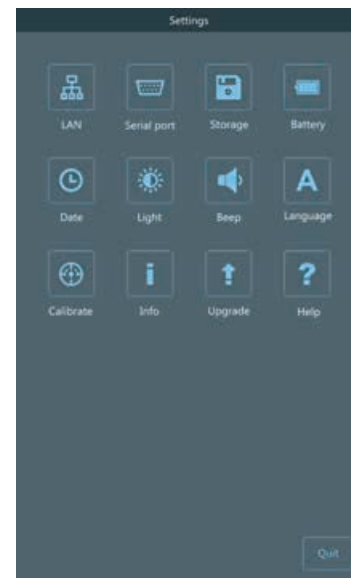 Settings
LAN Serial port Storage Battery
A
Date Light Beep Language
i ?
Calibrate Info Upgrade Help
Quit